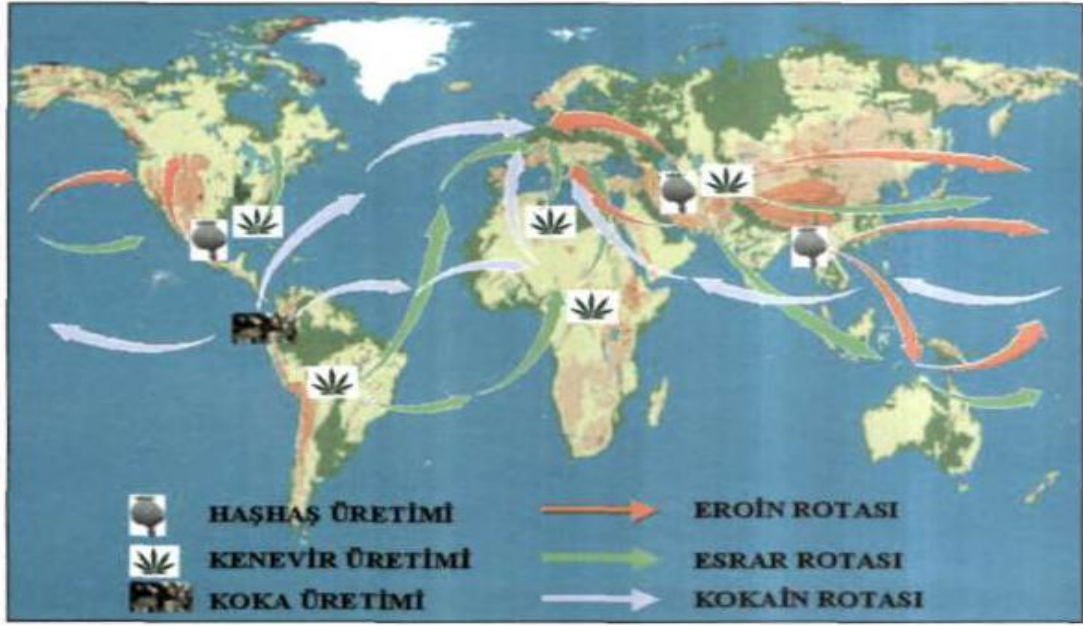 HAŞHAŞ ÜRETİMİ
EROİN ROTASI
KENEVİR ÜRETİMİ
ESRAR ROTASI
KOKA ÜRETİMİ
KOKAİN ROTASI